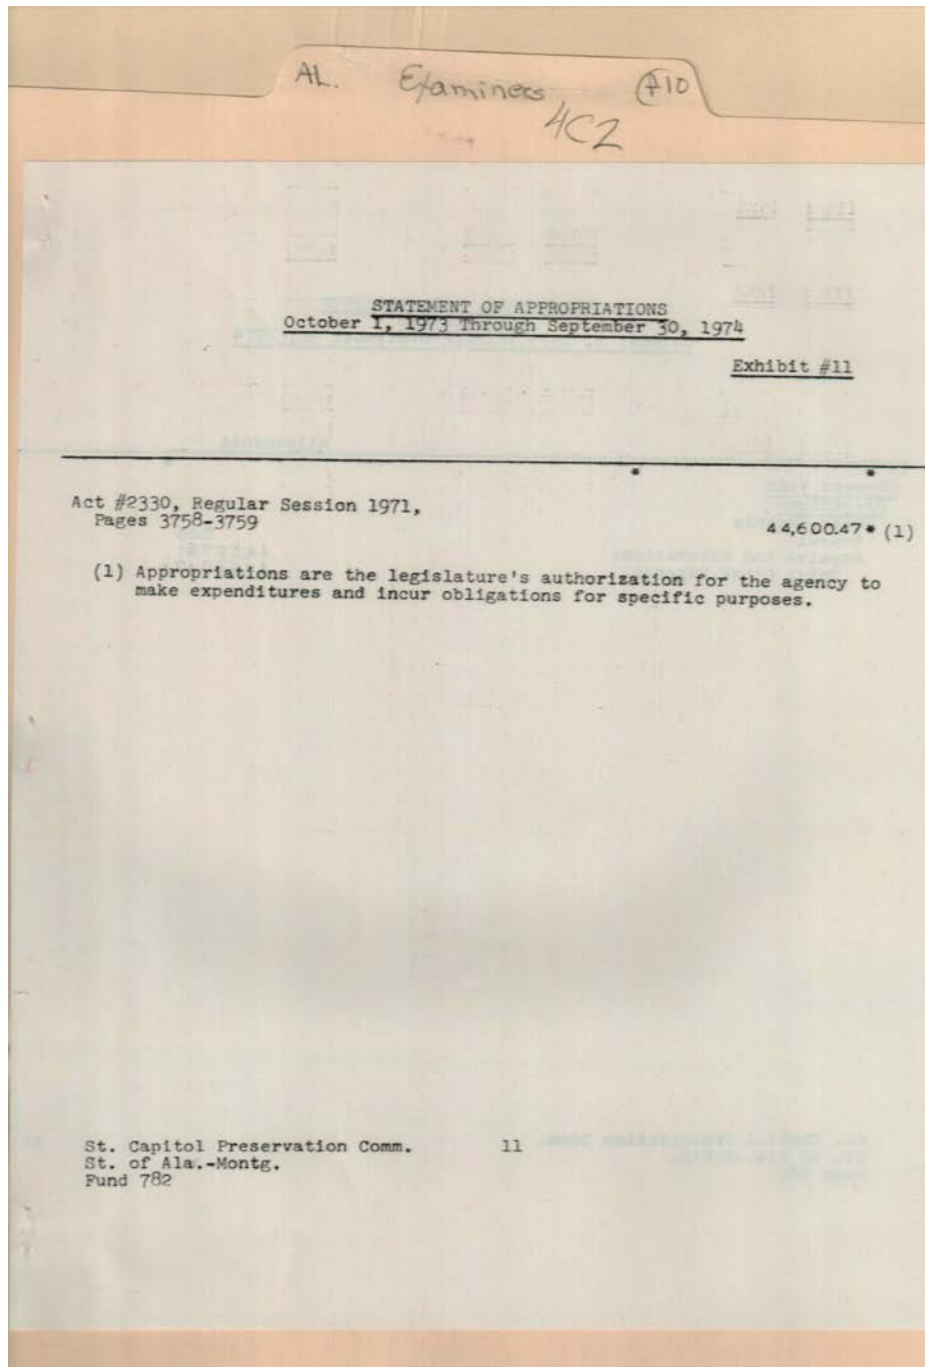 AL. Examiners A10
4C2
STATEMENT OF APPROPRIATIONS
October 1, 1973 Through September 30, 1974
Exhibit #11
* *
Act #2330, Regular Session 1971,
Pages 3758-3759
44,600.47* (1)
(1) Appropriations are the legislature's authorization for the agency to
make expenditures and incur obligations for specific purposes.
St. Capitol Preservation Comm. 11
St. of Ala.-Montg.
Fund 782